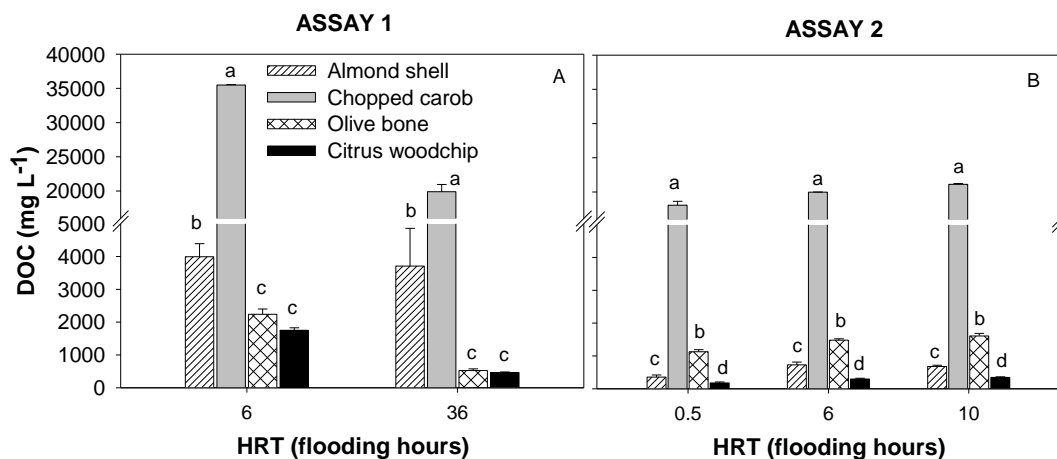 ASSAY 1
ASSAY 2
DOC (mg L-1)
40000
35000
30000
25000
20000
15000
5000
4000
3000
2000
1000
0
Almond shell
Chopped carob
Olive bone
Citrus woodchip
A
b
a
c
c
b
a
c
c
6
36
HRT (flooding hours)
B
c
a
b
d
c
a
b
d
c
a
b
d
0.5
6
10
HRT (flooding hours)